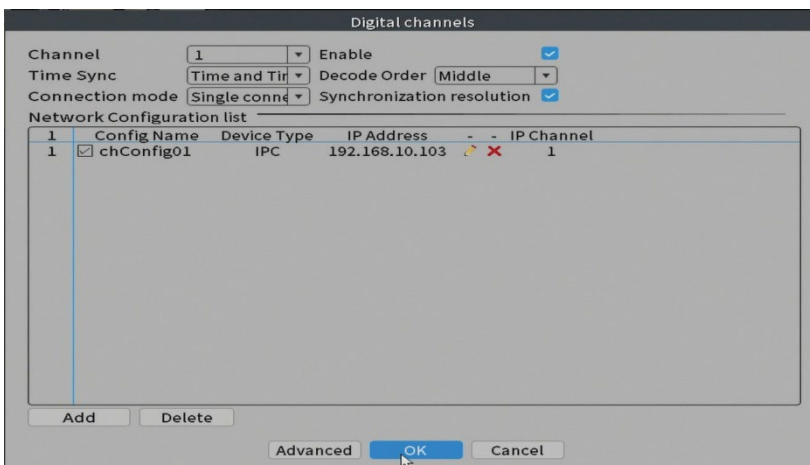 Digital channels
Channel 1 Enable
Time Sync Time and Tir Decode Order Middle
Connection mode Single conne Synchronization resolution
Network Configuration list
1 Config Name Device Type IP Address - - IP Channel
1 chConfig01 IPC 192.168.10.103 1
Add Delete
Advanced OK Cancel